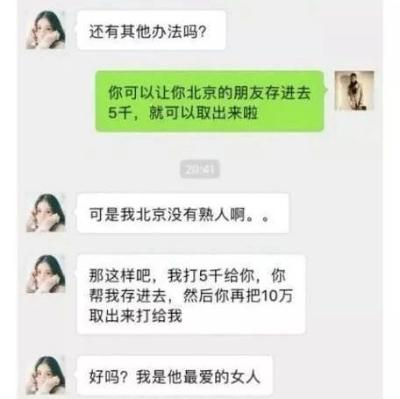 还有其他办法吗?
你可以让你北京的朋友存进去
5千，就可以取出来啦
20:41
可是我北京没有熟人啊。。
那这样吧，我打5千给你，你
帮我存进去，然后你再把10万
取出来打给我
好吗？我是他最爱的女人